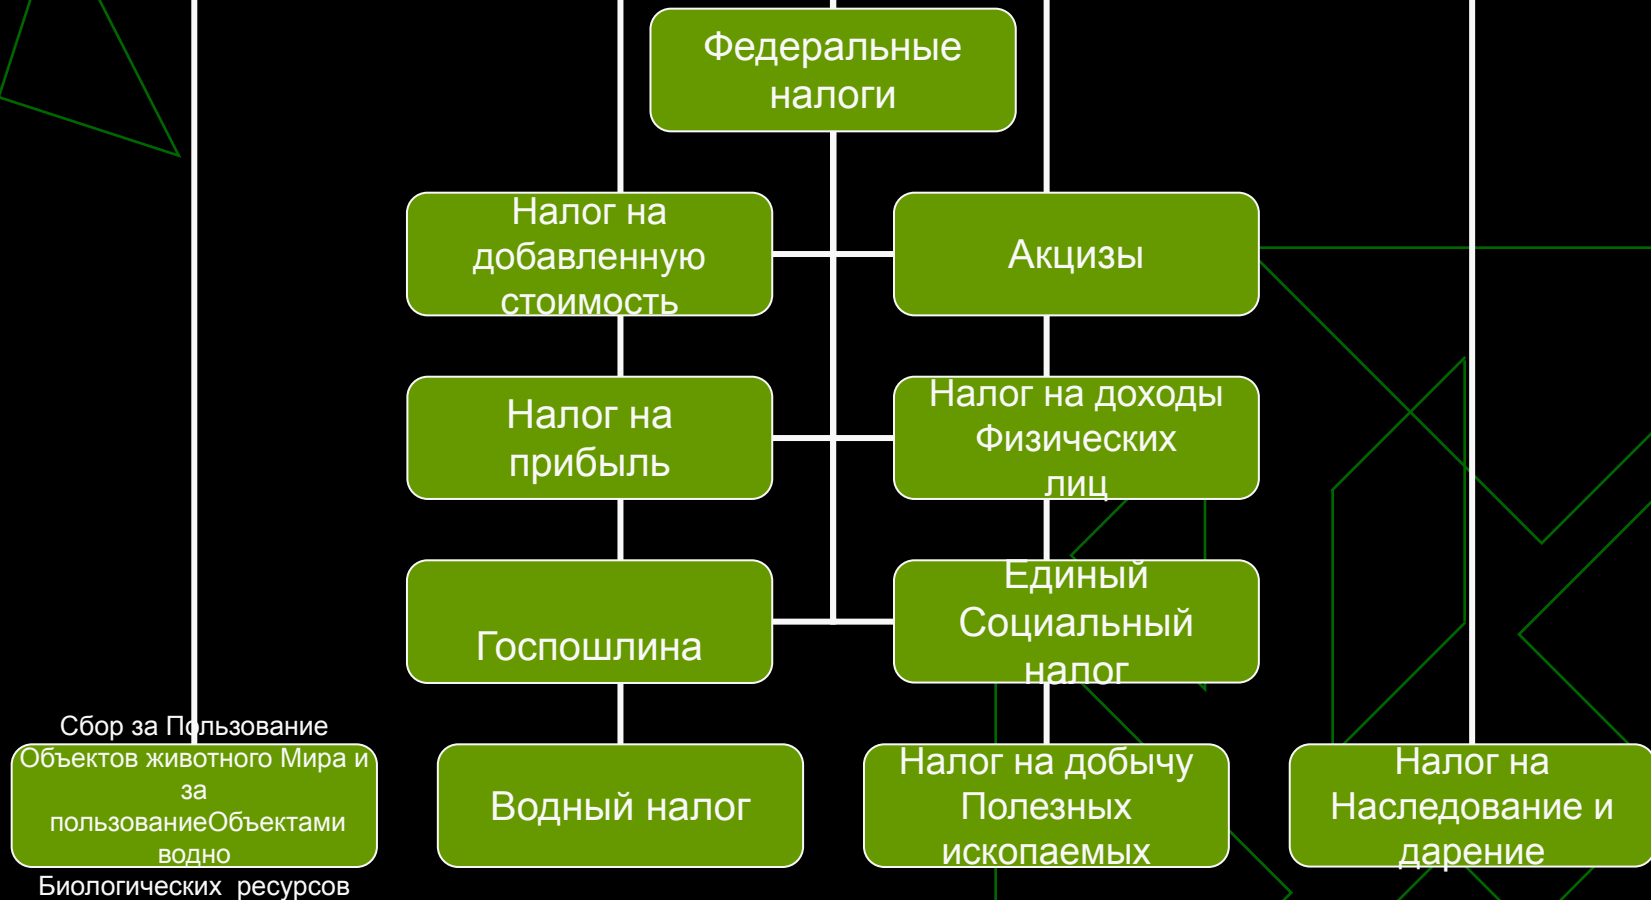 Федеральные
налоги
Налог на
добавленную
стоимость
Акцизы
Налог на
прибыль
Налог на доходы
Физических
лиц
Госпошлина
Единый
Социальный
налог
Сбор за Пользование
Объектов животного Мира и
за
пользованиеОбъектами
водно
Биологических ресурсов
Водный налог
Налог на добычу
Полезных
ископаемых
Налог на
Наследование и
дарение